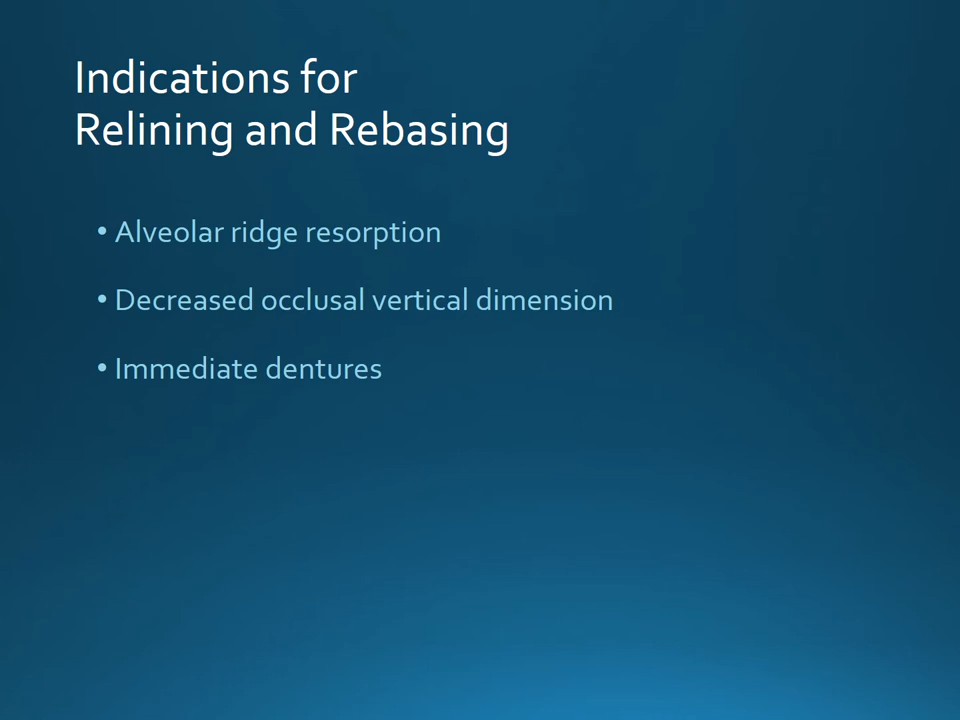 Indications for
Relining and Rebasing
• Alveolar ridge resorption
• Decreased occlusal vertical dimension
• Immediate dentures